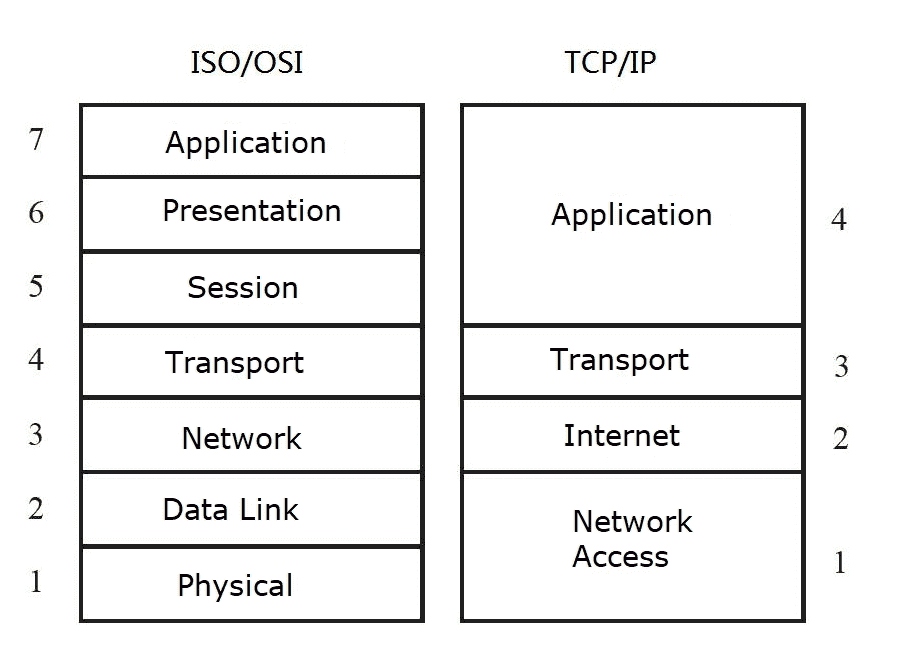 ISO/OSI
TCP/IP
7
Application
6
Presentation
5
Session
4
Transport
3
Network
2
Data Link
1
Physical
Application
4
Transport
3
Internet
2
Network
Access
1